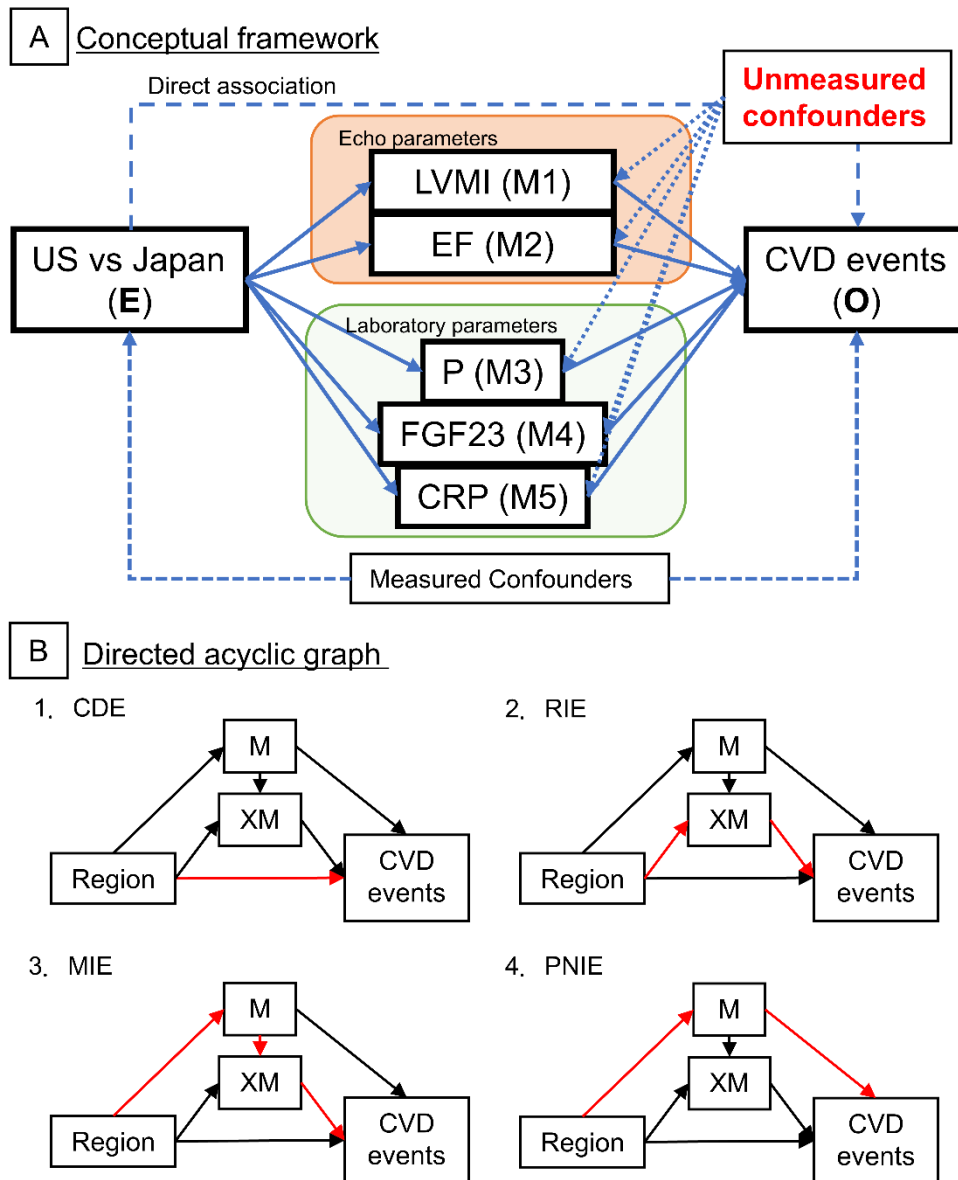 A Conceptual framework
Direct association
Unmeasured
confounders
Echo parameters
LVMI (M1)
EF (M2)
US vs Japan
(E)
CVD events
(O)
Laboratory parameters
P (M3)
FGF23 (M4)
CRP (M5)
Measured Confounders
B Directed acyclic graph
1. CDE
M
XM
Region
CVD
events
2. RIE
M
XM
Region
CVD
events
3. MIE
M
XM
Region
CVD
events
4. PNIE
M
XM
Region
CVD
events